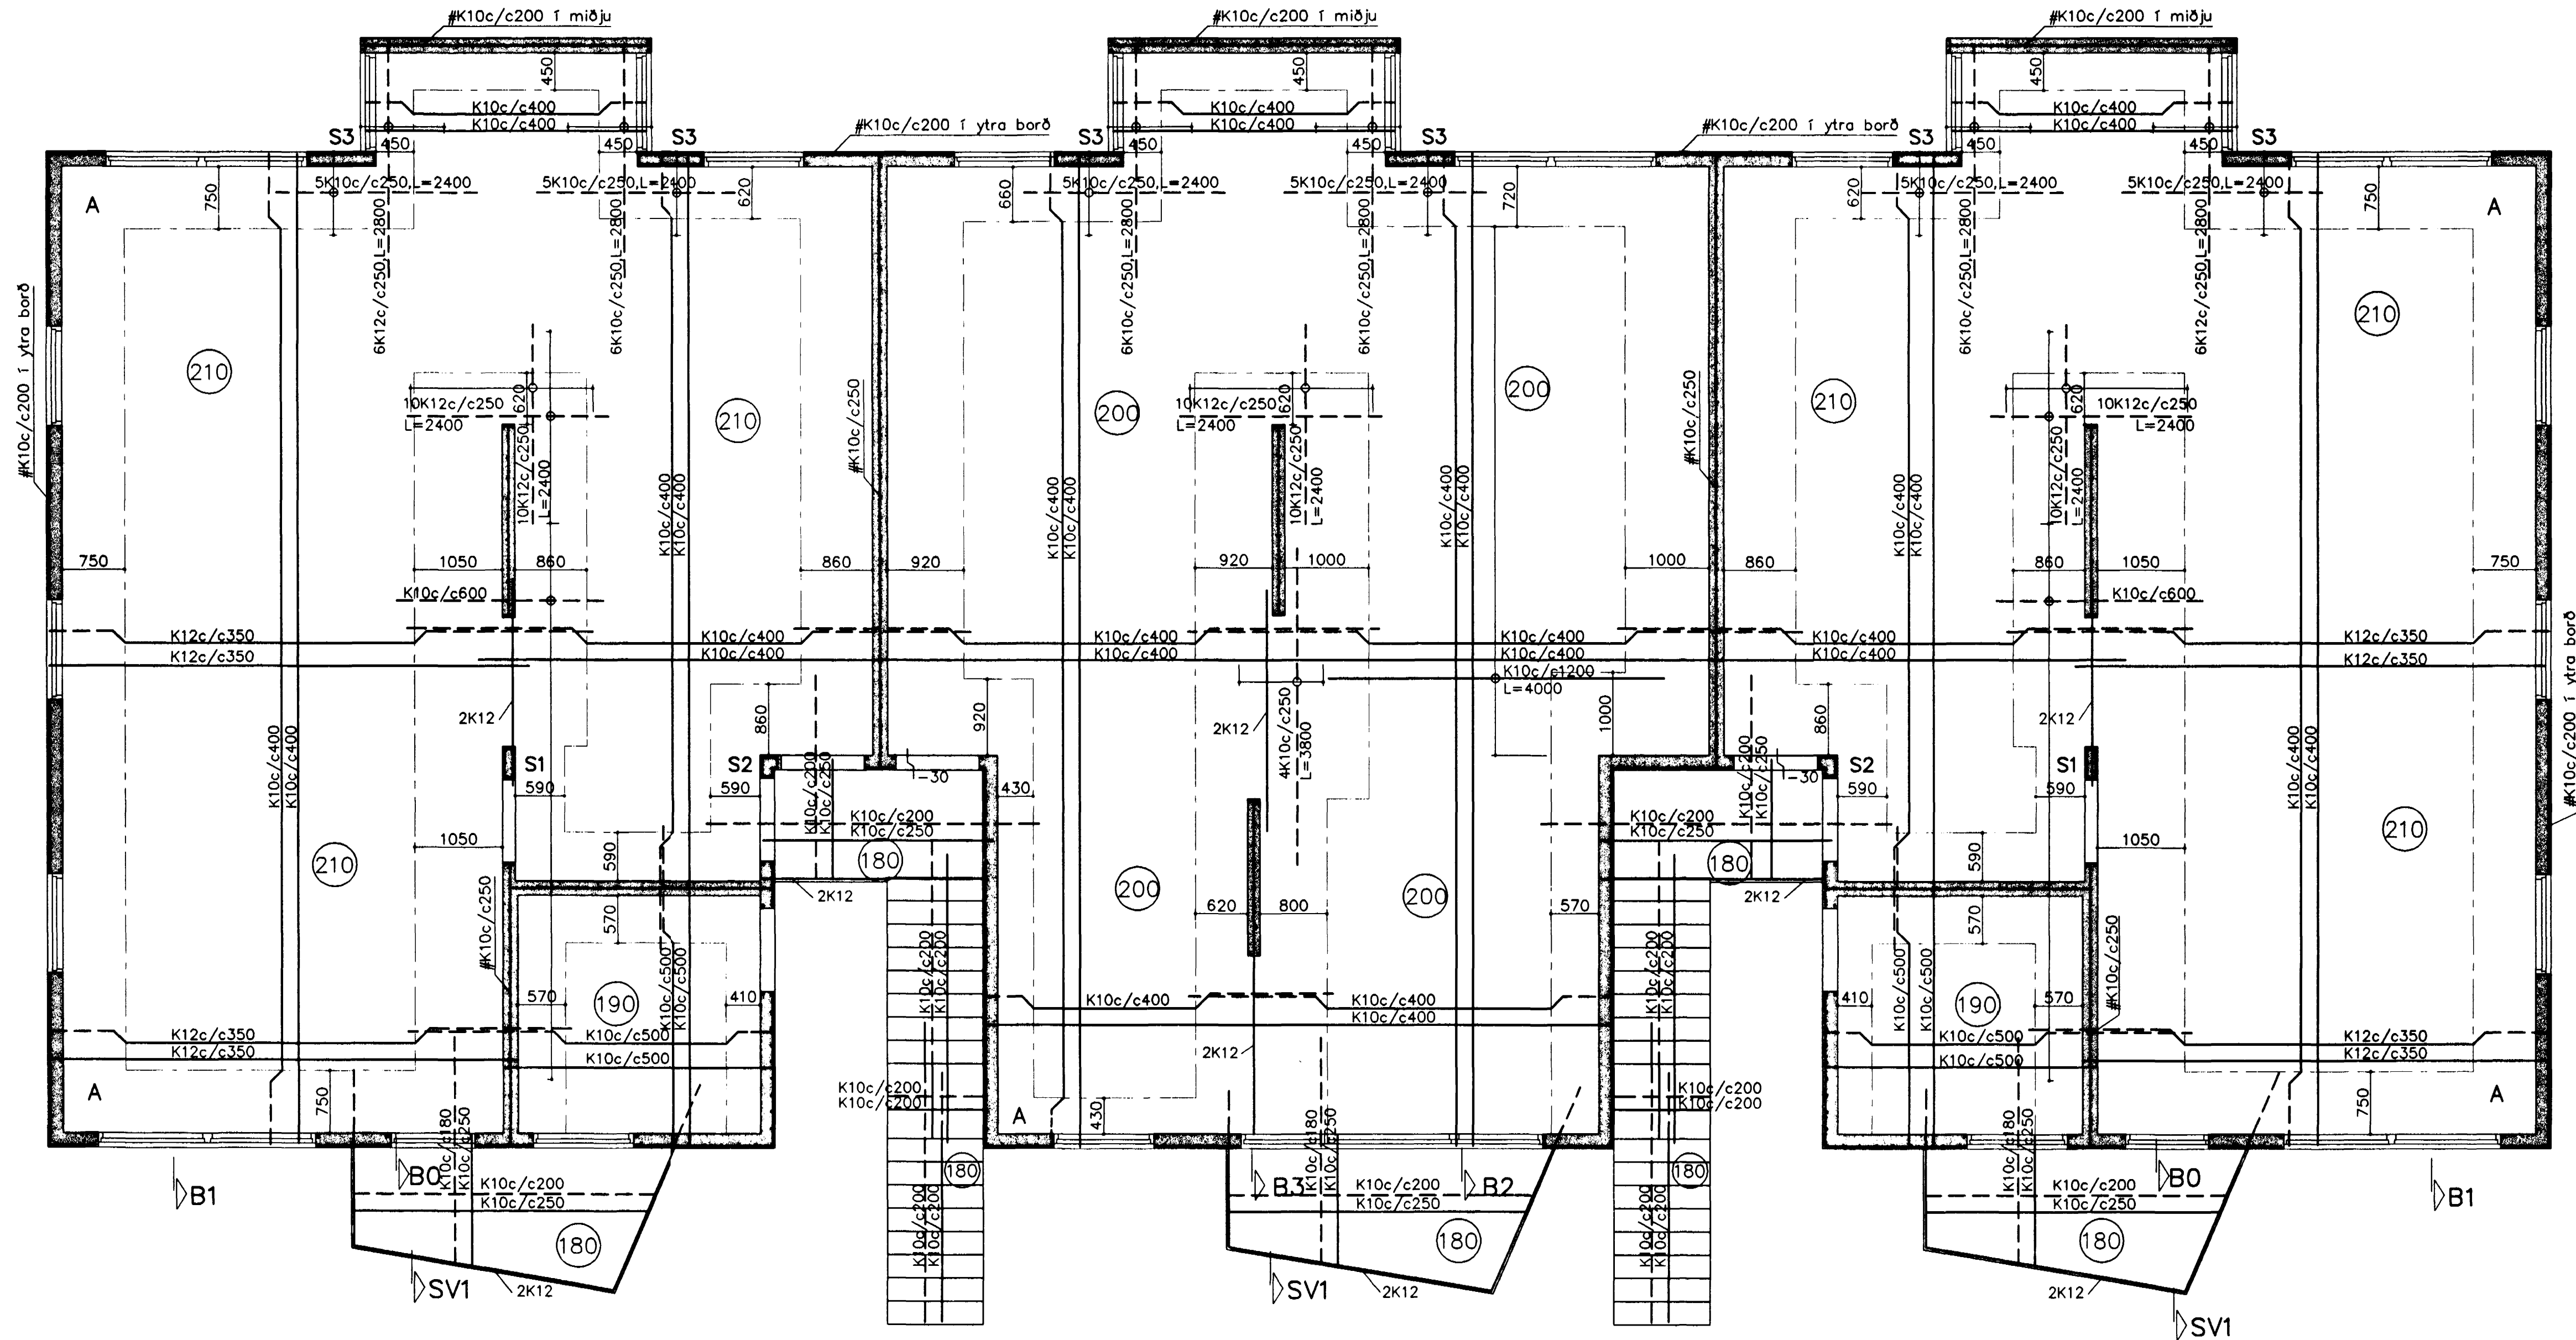 #K10c/c200 í miðju
#K10c/c200 í miðju
#K10c/c200 í miðju
450
450
450
K10c/c400
K10c/c400
K10c/c400
K10c/c400
K10c/c400
K10c/c400
S3
S3
#K10c/c200 í ytra borð
S3
S3
#K10c/c200 í ytra borð
S3
S3
450
450
450
450
450
450
5K10c/c250,L=2400
5K10c/c250,L=2400
5K10c/c250,L=2400
5K10c/c250,L=2400
5K10c/c250,L=2400
5K10c/c250,L=2400
A
750
620
660
720
620
750
A
6K12c/c250,L=2800
6K10c/c250,L=2800
6K10c/c250,L=2800
6K10c/c250,L=2800
6K10c/c250,L=2800
6K12c/c250,L=2800
#K10c/c200 í ytra borð
210
210
200
200
210
210
10K12c/c250
L=2400
620
10K12c/c250
L=2400
#K10c/c250
10K12c/c250
L=2400
620
10K12c/c250
L=2400
#K10c/c250
10K12c/c250
L=2400
620
10K12c/c250
L=2400
K10c/c400
K10c/c400
K10c/c400
K10c/c400
K10c/c400
K10c/c400
K10c/c400
K10c/c400
750
1050
860
860
920
920
1000
1000
860
860
1050
750
K10c/c600
K10c/c600
#K10c/c200 í ytra borð
K12c/c350
K12c/c350
K10c/c400
K10c/c400
K10c/c400
K10c/c400
K10c/c400
K10c/c400
K10c/c400
K10c/c400
K12c/c350
K12c/c350
K10c/c1200
L=4000
2K12
860
920
2K12
4K10c/c250
L=3800
1000
860
2K12
K10c/c400
K10c/c400
K10c/c400
K10c/c400
S1
S2
K10c/c200
K10c/c250
-30
K10c/c200
K10c/c250
-30
S2
S1
590
590
430
590
590
K10c/c200
K10c/c250
K10c/c200
K10c/c250
1050
590
180
180
590
1050
210
200
200
210
2K12
2K12
#K10c/c250
570
620
800
570
570
#K10c/c250
K10c/c500
K10c/c500
K10c/c200
K10c/c200
K10c/c200
K10c/c200
K10c/c500
K10c/c500
570
190
410
410
190
570
K10c/c400
K10c/c400
K10c/c400
K12c/c350
K12c/c350
K10c/c500
K10c/c500
2K12
K10c/c500
K10c/c500
K12c/c350
K12c/c350
K10c/c200
K10c/c200
K10c/c200
K10c/c200
A
750
A
430
750
A
K10c/c180
K10c/c250
K10c/c180
K10c/c250
K10c/c180
K10c/c250
B1
B0
180
B3
B2
180
B0
B1
K10c/c200
K10c/c250
K10c/c200
K10c/c250
K10c/c200
K10c/c250
K10c/c200
K10c/c200
K10c/c200
K10c/c200
180
180
180
SV1
2K12
SV1
2K12
2K12
SV1